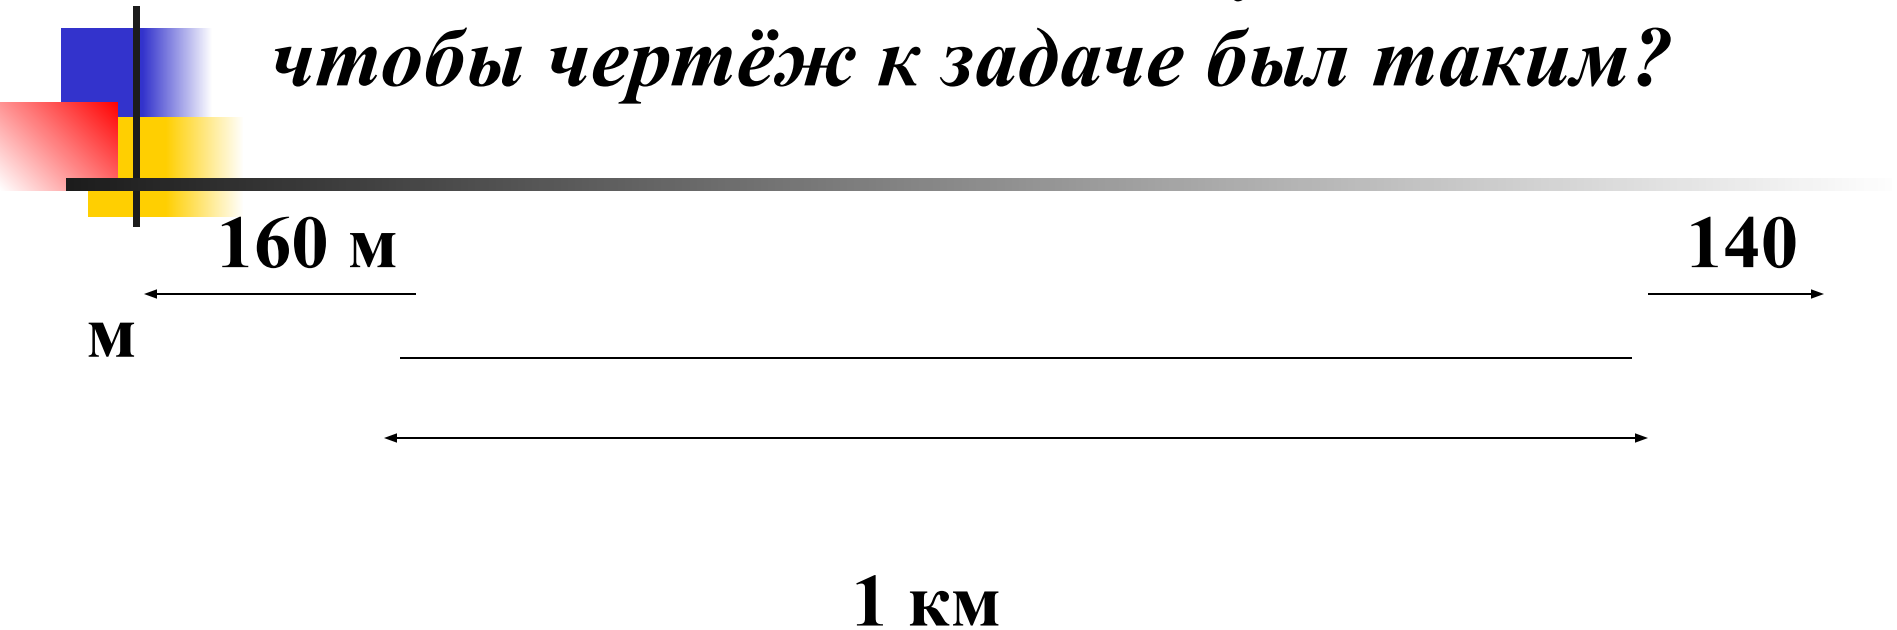 чтобы чертёж к задаче был таким?
160 м 140
м
1 км